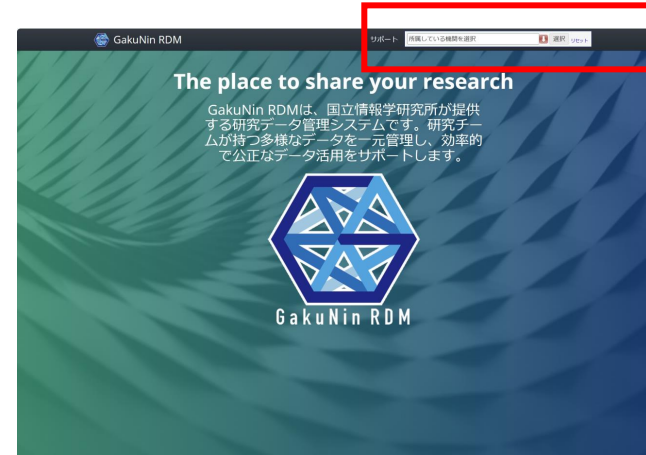 GakuNin RDM
サポート 所属している機関を選択 選択 リセット
The place to share your research
GakuNin RDMは、国立情報学研究所が提供
する研究データ管理システムです。研究チー
ムが持つ多様なデータを一元管理し、効率的
で公正なデータ活用をサポートします。
GakuNin RDM